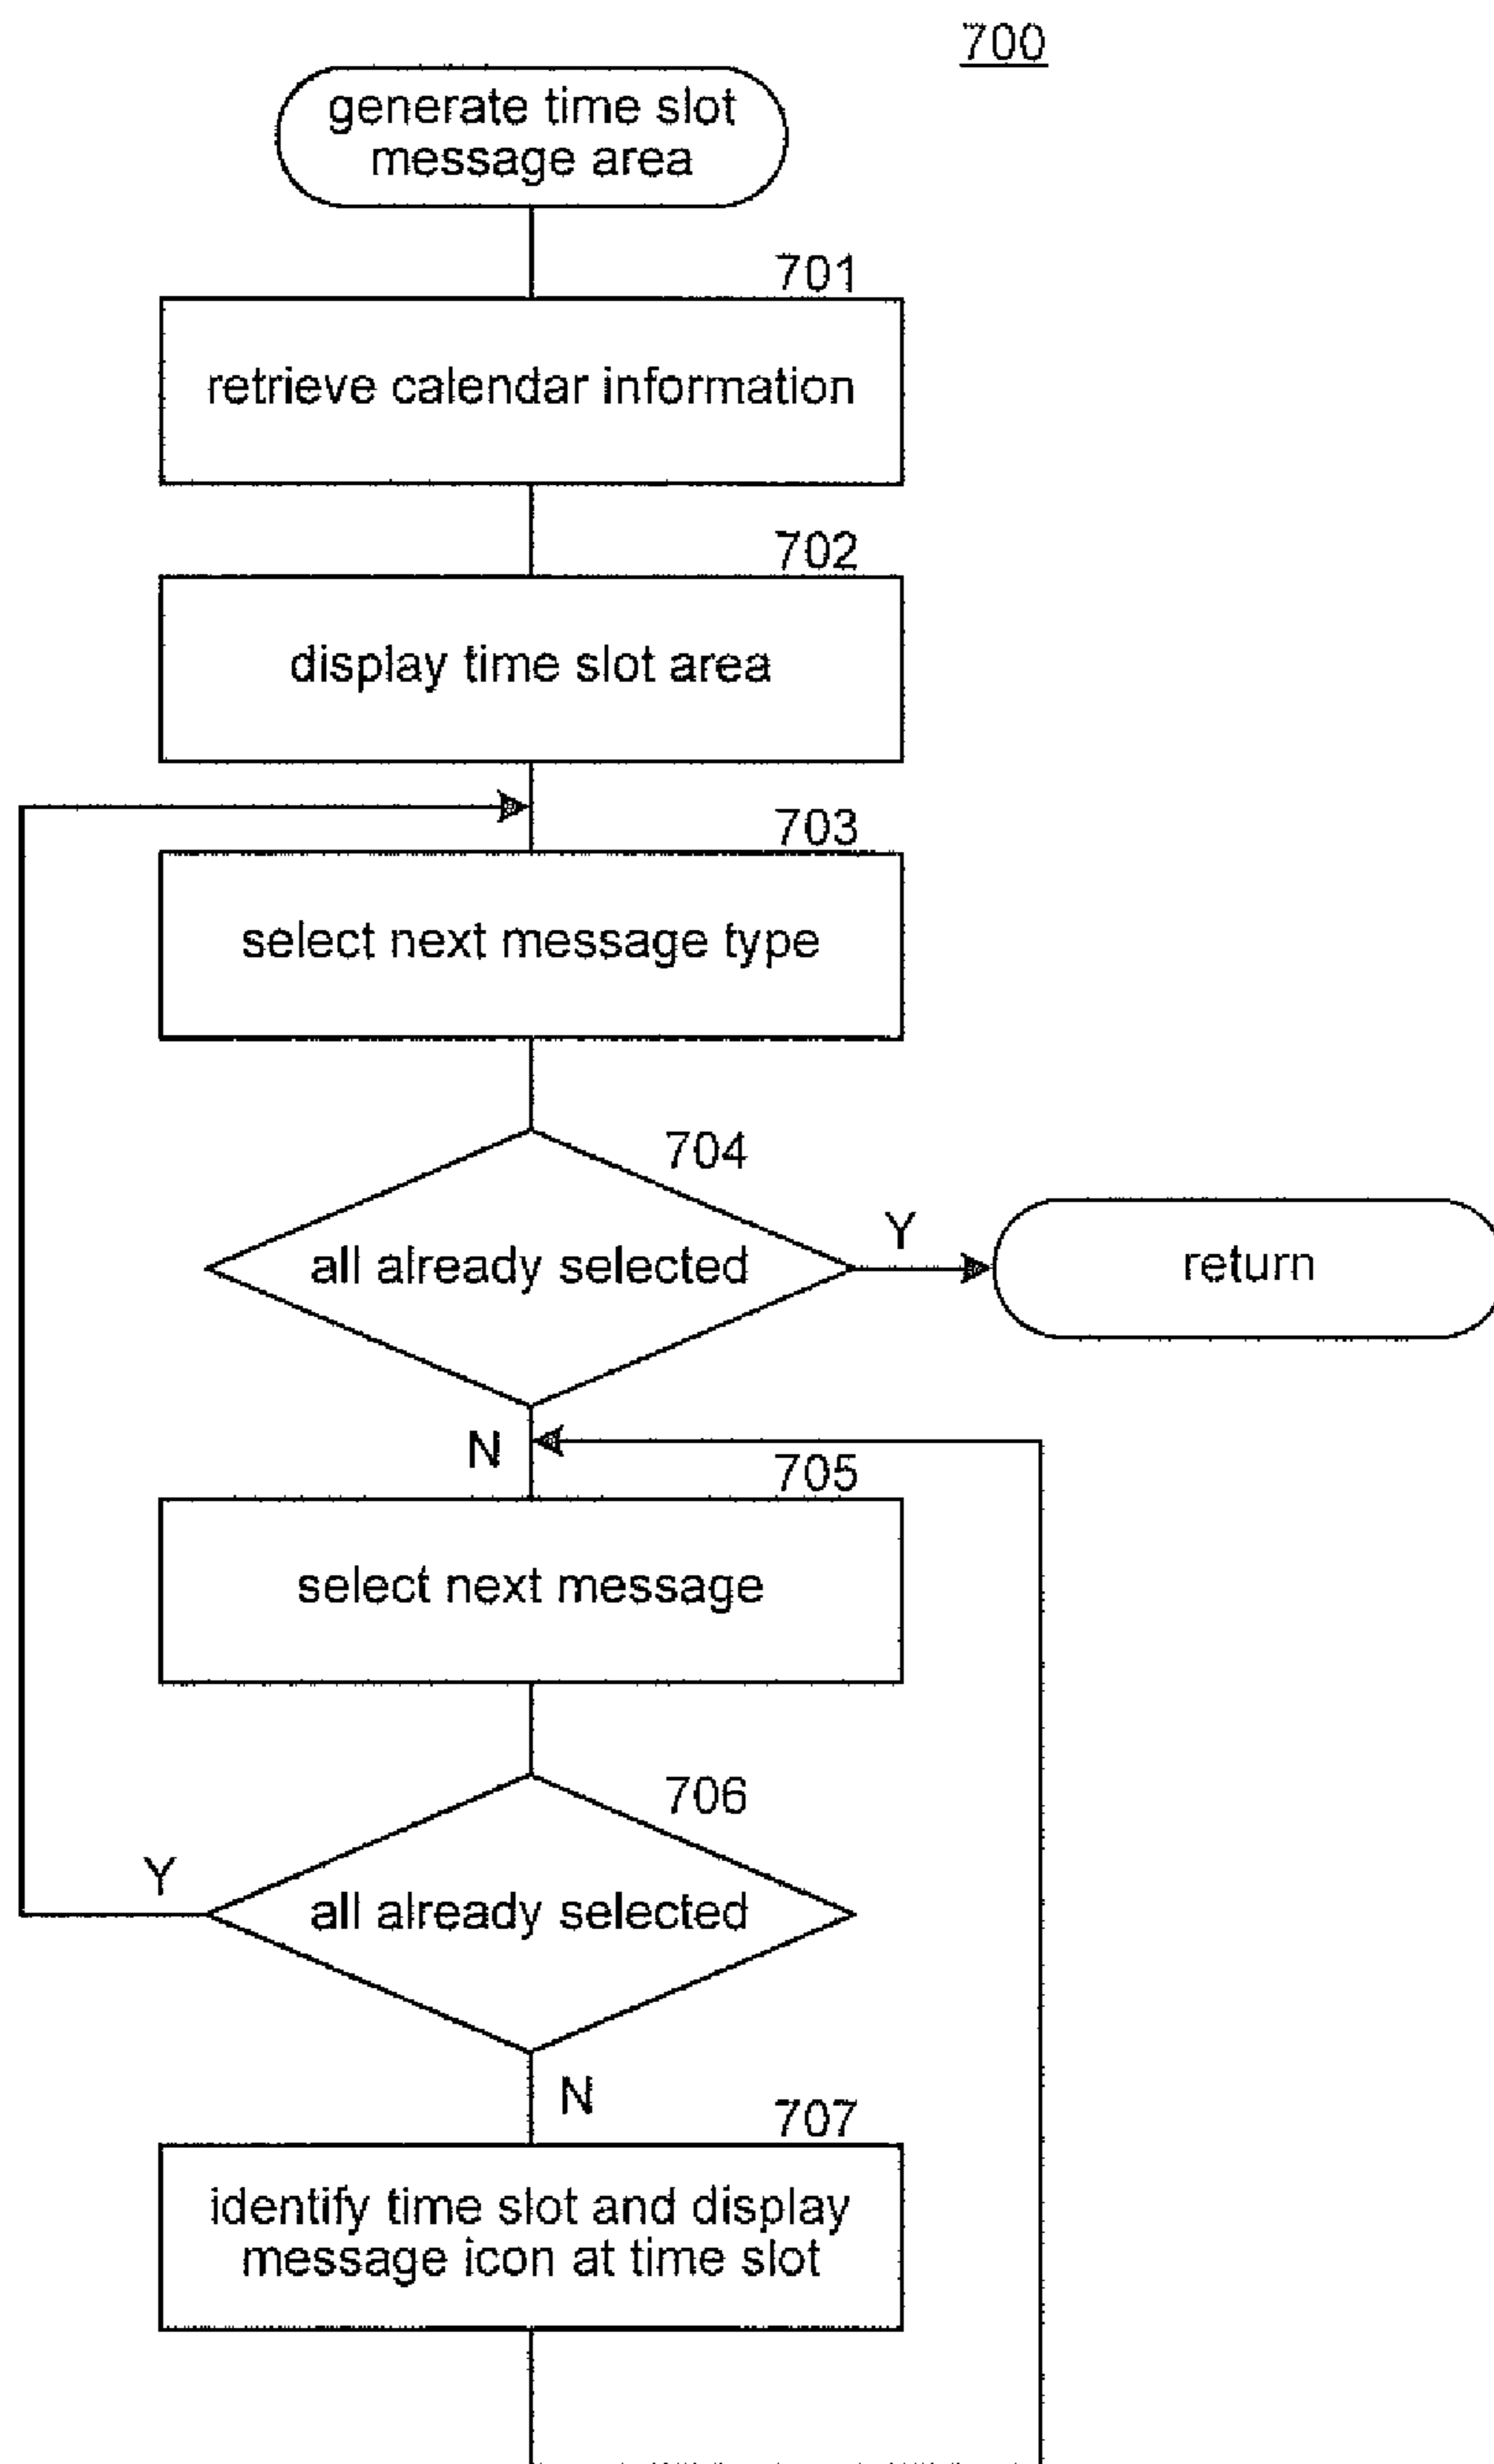 700
generate time slot
message area
701
retrieve calendar information
702
display time slot area
703
select next message type
704
all already selected
Y
return
N
705
select next message
706
all already selected
Y
N
707
identify time slot and display
message icon at time slot